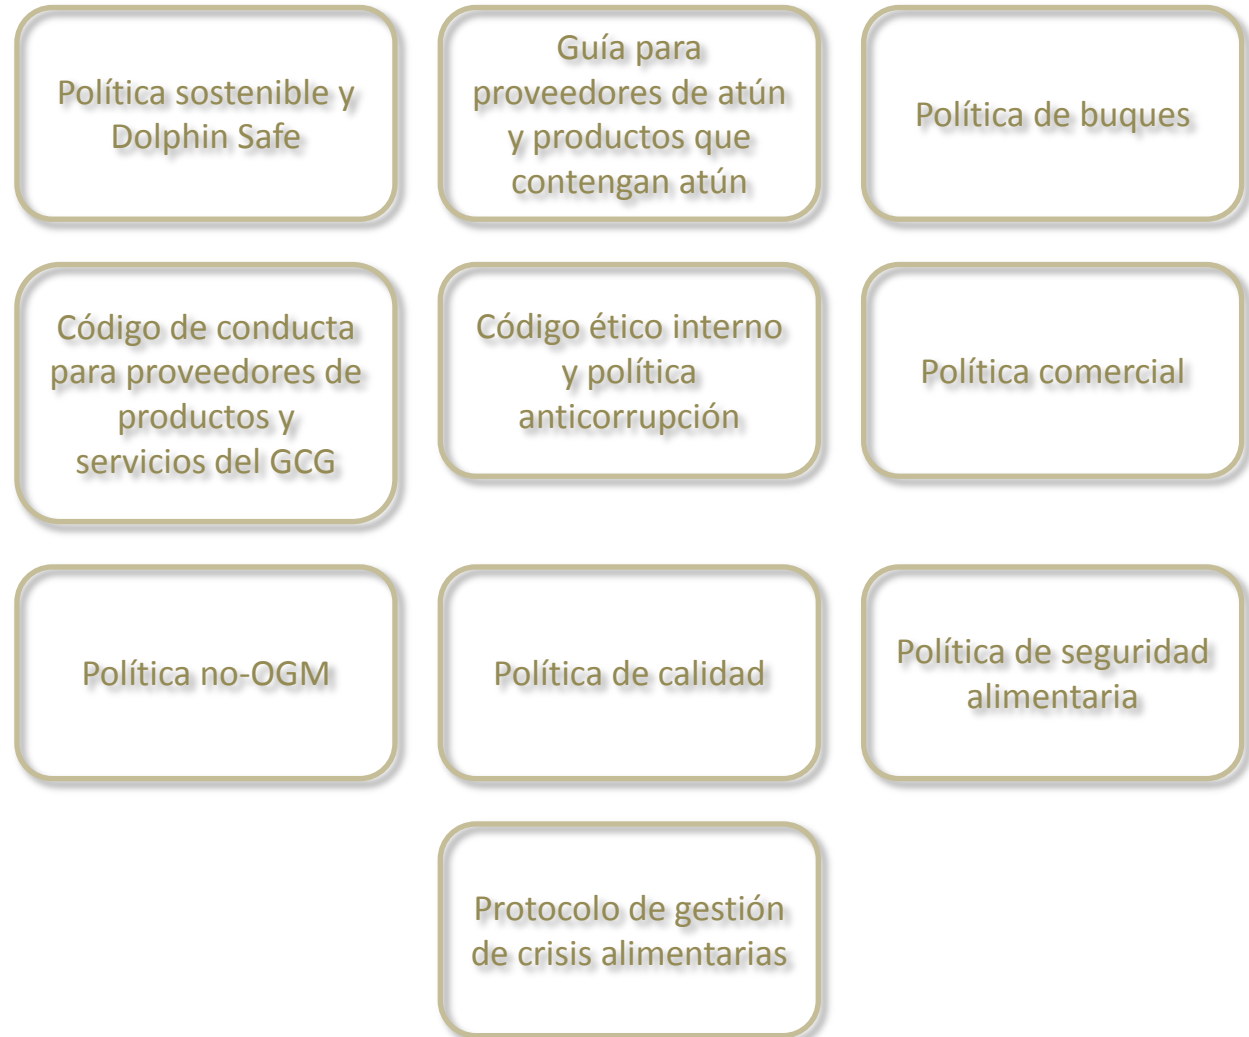 Política sostenible y
Dolphin Safe
Guía para
proveedores de atún
y productos que
contengan atún
Política de buques
Código de conducta
para proveedores de
productos y
servicios del GCG
Código ético interno
y política
anticorrupción
Política comercial
Política no-OGM
Política de calidad
Política de seguridad
alimentaria
Protocolo de gestión
de crisis alimentarias